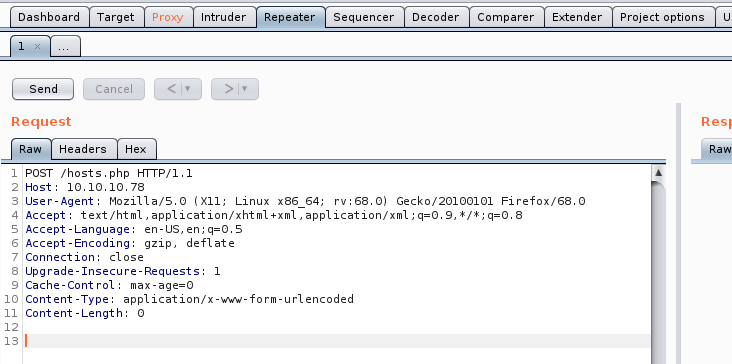 Dashboard Target Proxy Intruder Repeater Sequencer Decoder Comparer Extender Project options U
1 × ...
Send Cancel < ▾ > ▾
Request Resp
Raw Headers Hex Raw
1 POST /hosts.php HTTP/1.1
2 Host: 10.10.10.78
3 User-Agent: Mozilla/5.0 (X11; Linux x86_64; rv:68.0) Gecko/20100101 Firefox/68.0
4 Accept: text/html,application/xhtml+xml,application/xml;q=0.9,*/*;q=0.8
5 Accept-Language: en-US,en;q=0.5
6 Accept-Encoding: gzip, deflate
7 Connection: close
8 Upgrade-Insecure-Requests: 1
9 Cache-Control: max-age=0
10 Content-Type: application/x-www-form-urlencoded
11 Content-Length: 0
12
13